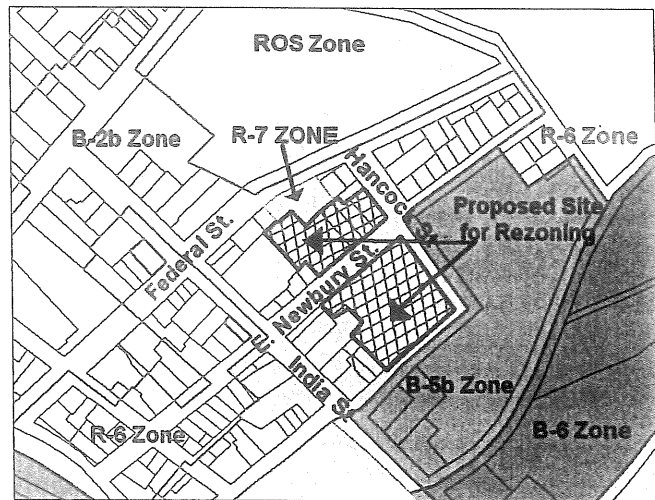 ROS Zone
B-2b Zone
R-7 ZONE
R-6 Zone
Hancock St.
Proposed Site
for Rezoning
Federal St.
Newbury St.
India St.
B-5b Zone
R-6 Zone
B-6 Zone